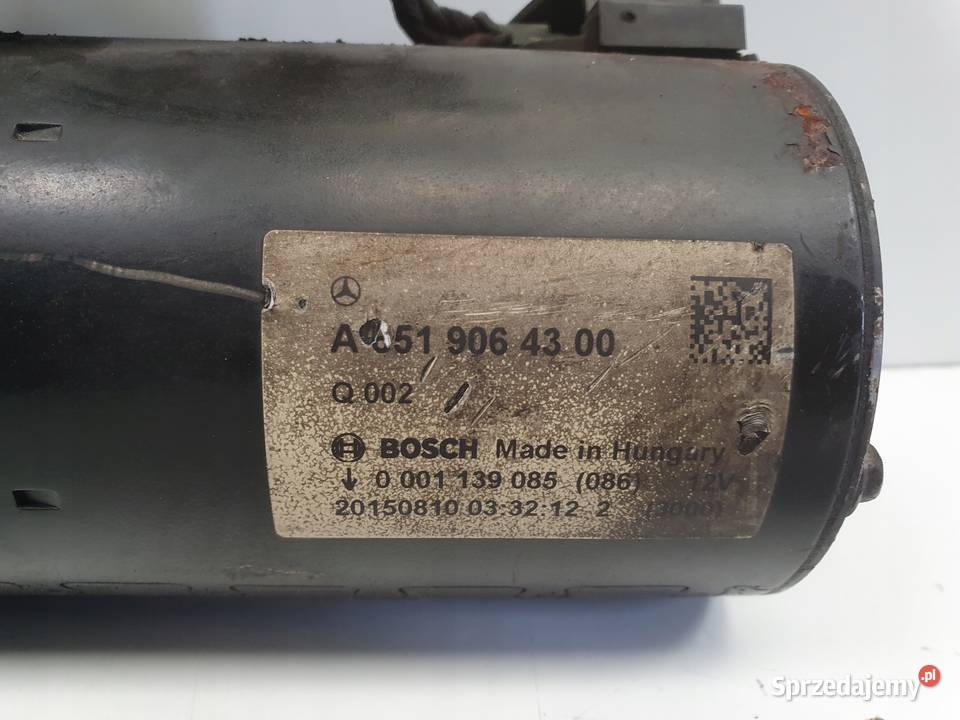 A 651 906 43 00
Q 002
BOSCH Made in Hungary
0 001 139 085 (086) 12V
20150810 03:32:12 2 (3000)
Sprzedajemy.pl